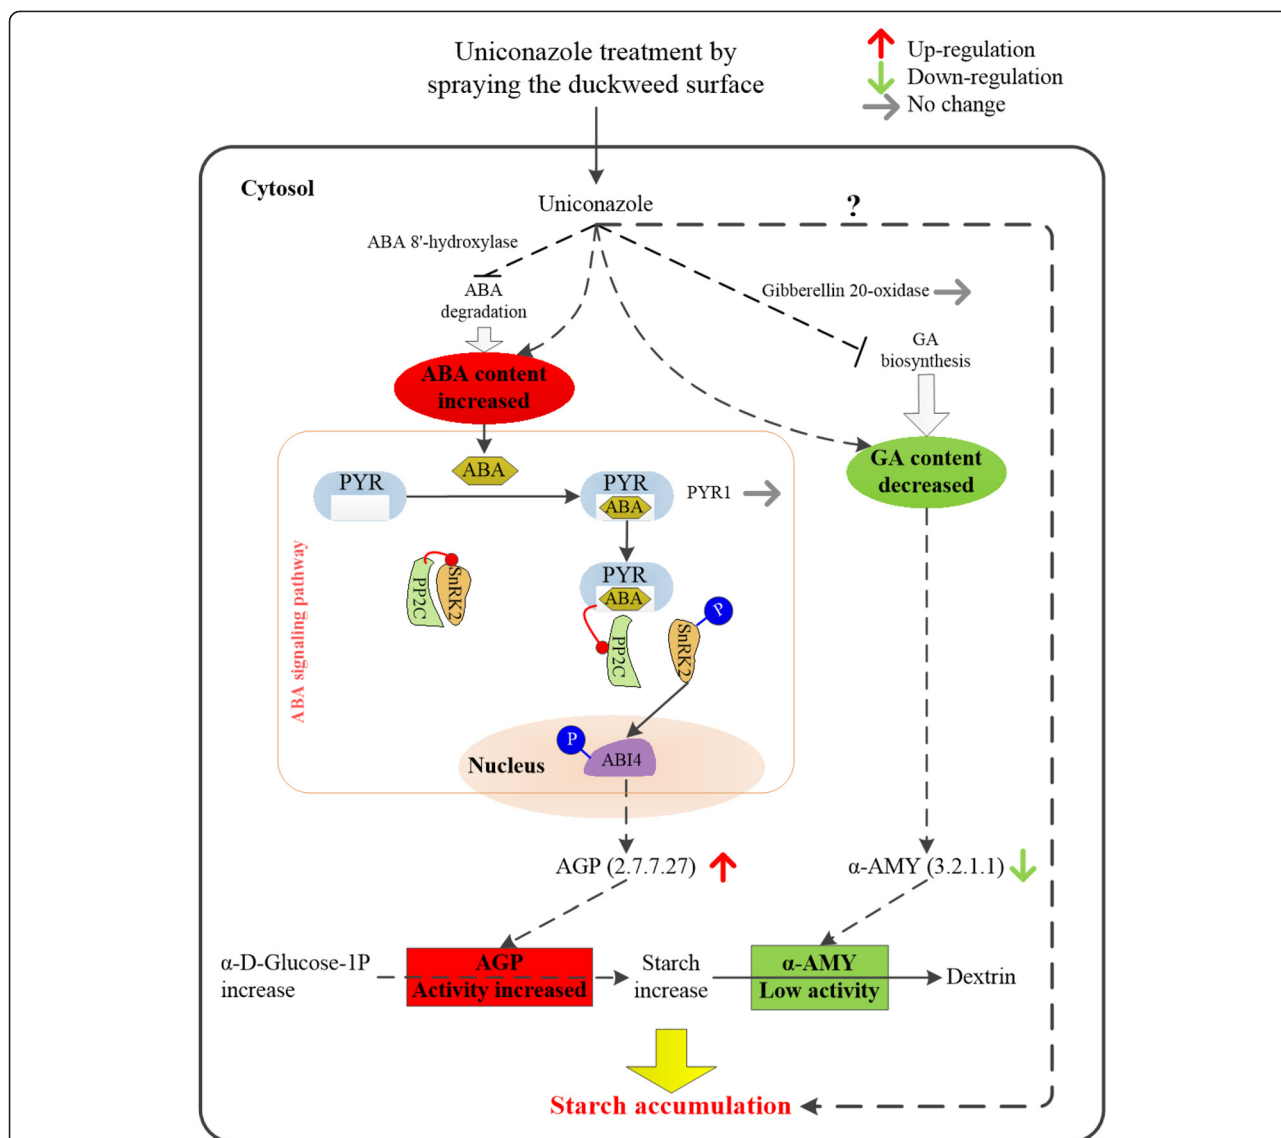 Uniconazole treatment by
spraying the duckweed surface
Up-regulation
Down-regulation
No change
Cytosol
Uniconazole
?
ABA 8'-hydroxylase
ABA
degradation
Gibberellin 20-oxidase
GA
biosynthesis
ABA content
increased
GA content
decreased
ABA
PYR
PYR
ABA
PYR1
ABA signaling pathway
PP2C
SnRK2
PYR
ABA
PP2C
SnRK2
P
P
ABI4
Nucleus
AGP (2.7.7.27)
α-AMY (3.2.1.1)
α-D-Glucose-1P
increase
AGP
Activity increased
Starch
increase
α-AMY
Low activity
Dextrin
Starch accumulation